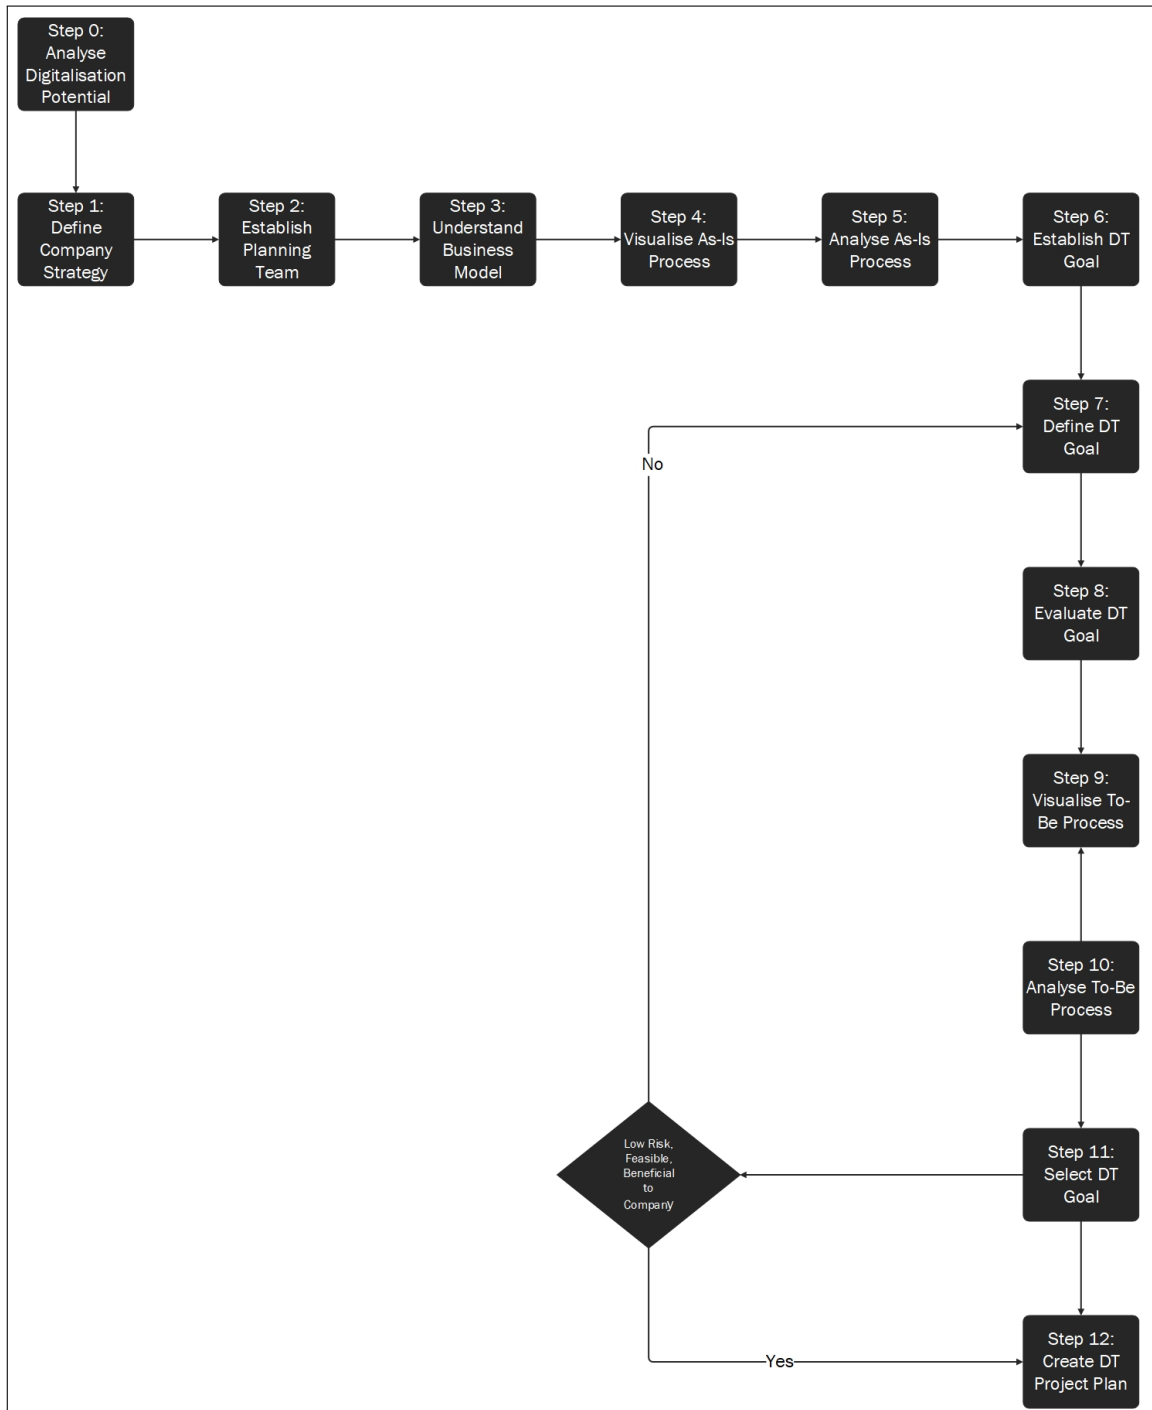 Step 0:
Analyse
Digitalisation
Potential
Step 1:
Define
Company
Strategy
Step 2:
Establish
Planning
Team
Step 3:
Understand
Business
Model
Step 4:
Visualise As-Is
Process
Step 5:
Analyse As-Is
Process
Step 6:
Establish DT
Goal
Step 7:
Define DT
Goal
No
Step 8:
Evaluate DT
Goal
Step 9:
Visualise To-
Be Process
Step 10:
Analyse To-Be
Process
Low Risk,
Feasible,
Beneficial
to
Company
Step 11:
Select DT
Goal
Yes
Step 12:
Create DT
Project Plan